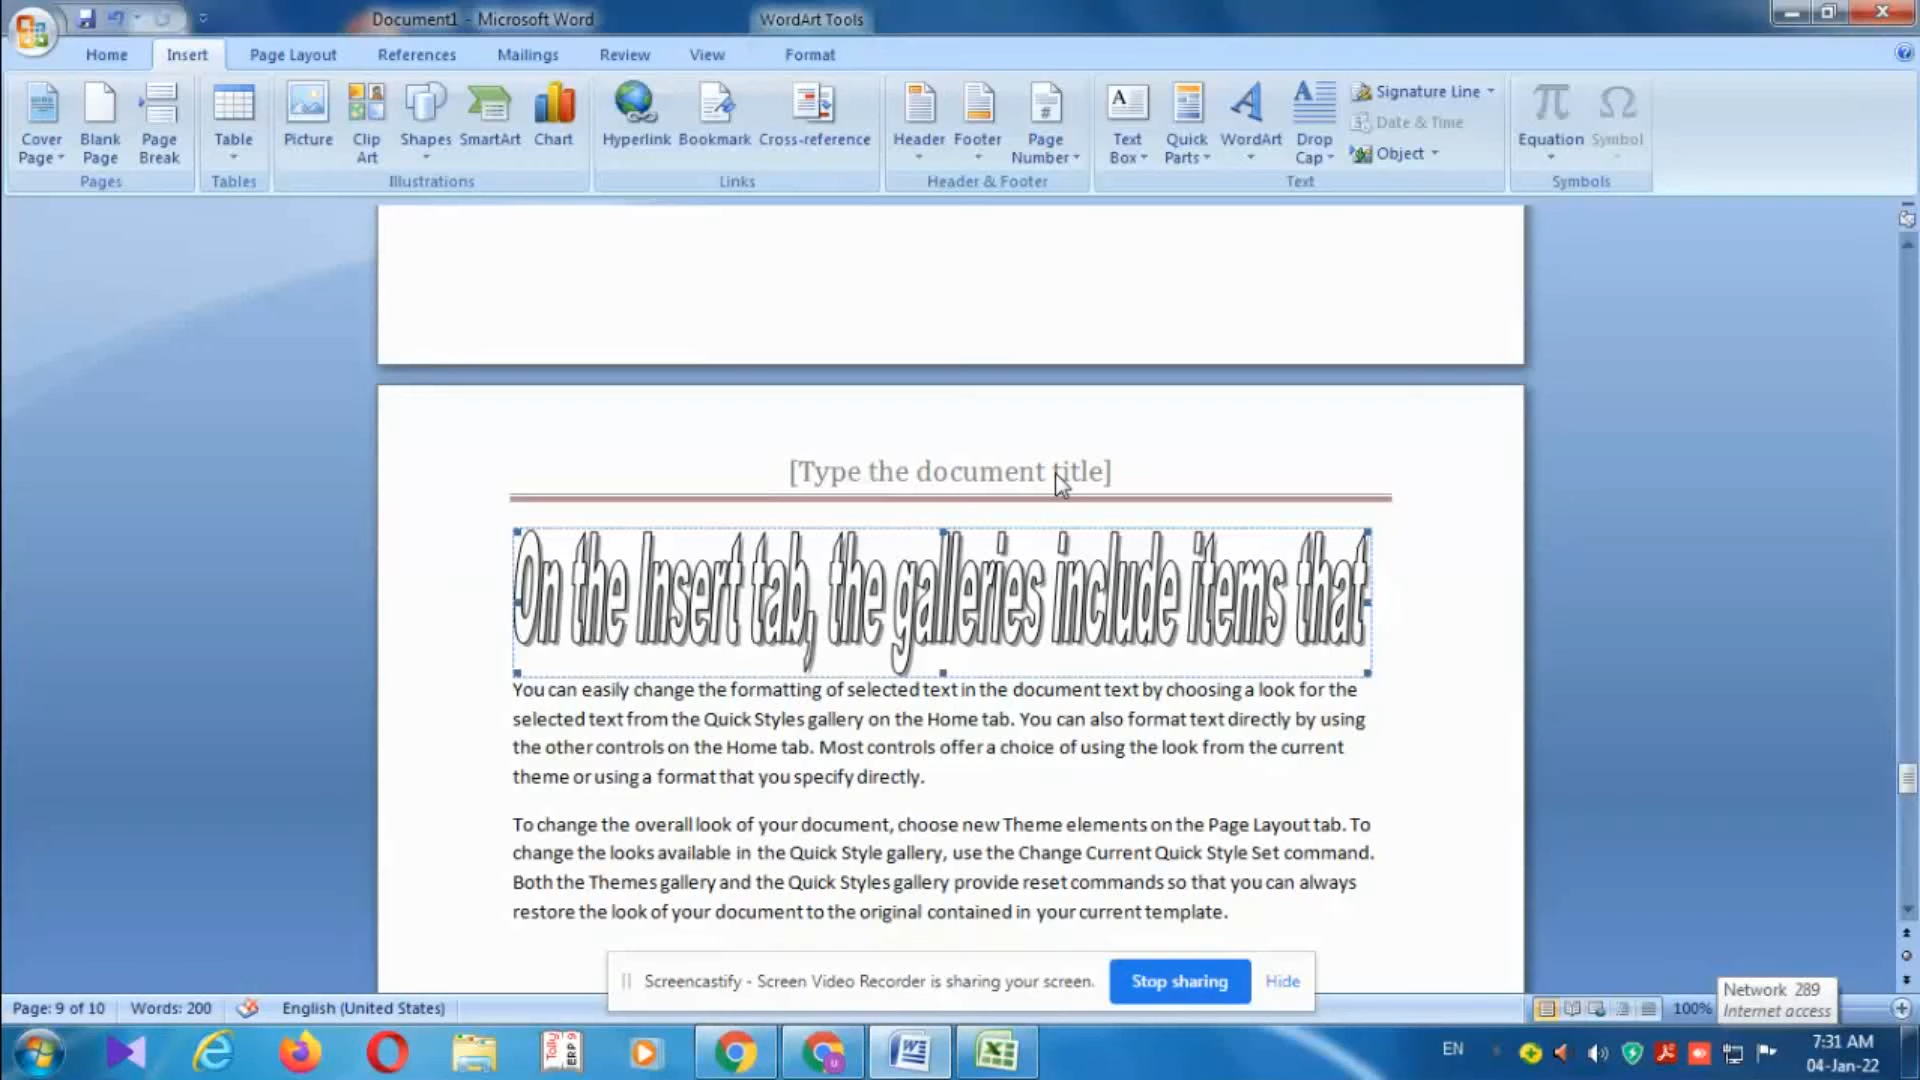 Document1 - Microsoft Word
WordArt Tools
Home Insert Page Layout References Mailings Review View Format
Cover Page
Blank Page
Page Break
Table
Picture
Clip Art
Shapes
SmartArt
Chart
Hyperlink
Bookmark
Cross-reference
Header
Footer
Page Number
Text Box
Quick Parts
WordArt
Drop Cap
Signature Line
Date & Time
Object
Equation
Symbol
Pages Tables Illustrations Links Header & Footer Text Symbols
[Type the document title]
On the Insert tab, the galleries include items that
You can easily change the formatting of selected text in the document text by choosing a look for the
selected text from the Quick Styles gallery on the Home tab. You can also format text directly by using
the other controls on the Home tab. Most controls offer a choice of using the look from the current
theme or using a format that you specify directly.
To change the overall look of your document, choose new Theme elements on the Page Layout tab. To
change the looks available in the Quick Style gallery, use the Change Current Quick Style Set command.
Both the Themes gallery and the Quick Styles gallery provide reset commands so that you can always
restore the look of your document to the original contained in your current template.
Screencastify - Screen Video Recorder is sharing your screen. Stop sharing Hide
Network 289
Internet access
Page: 9 of 10 Words: 200 English (United States) 100%
Tally ERP 9
EN
7:31 AM
04-Jan-22